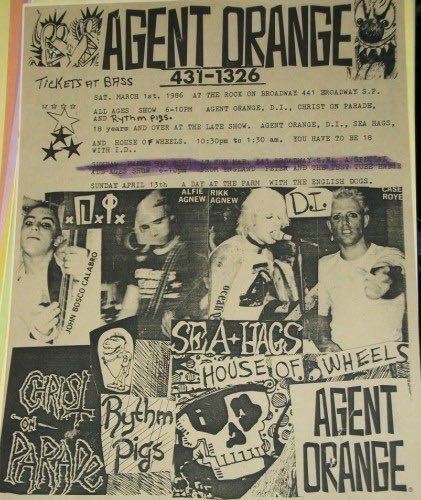 AGENT ORANGE
431-1326
TICKETS AT BASS
SAT. MARCH 1st. 1986 AT THE ROCK ON BROADWAY 441 BROADWAY S.F.
ALL AGES SHOW 6-10PM AGENT ORANGE, D.I., CHRIST ON PARADE,
AND Rythm pigs.
18 years AND OVER AT THE LATE SHOW. AGENT ORANGE, D.I., SEA HAGS,
AND HOUSE OF WHEELS. 10:30pm to 1:30 am. YOU HAVE TO BE 18
WITH I.D..
SUNDAY APRIL 13th A DAY AT THE FARM WITH THE ENGLISH DOGS.
D.I.
ALFIE AGNEW
RIKK AGNEW
D.I.
CASE ROYE
JOHN BOSCO CALABRO
SEA HAGS
HOUSE OF WHEELS
CHRIST ON PARADE
Rythm Pigs
AGENT ORANGE